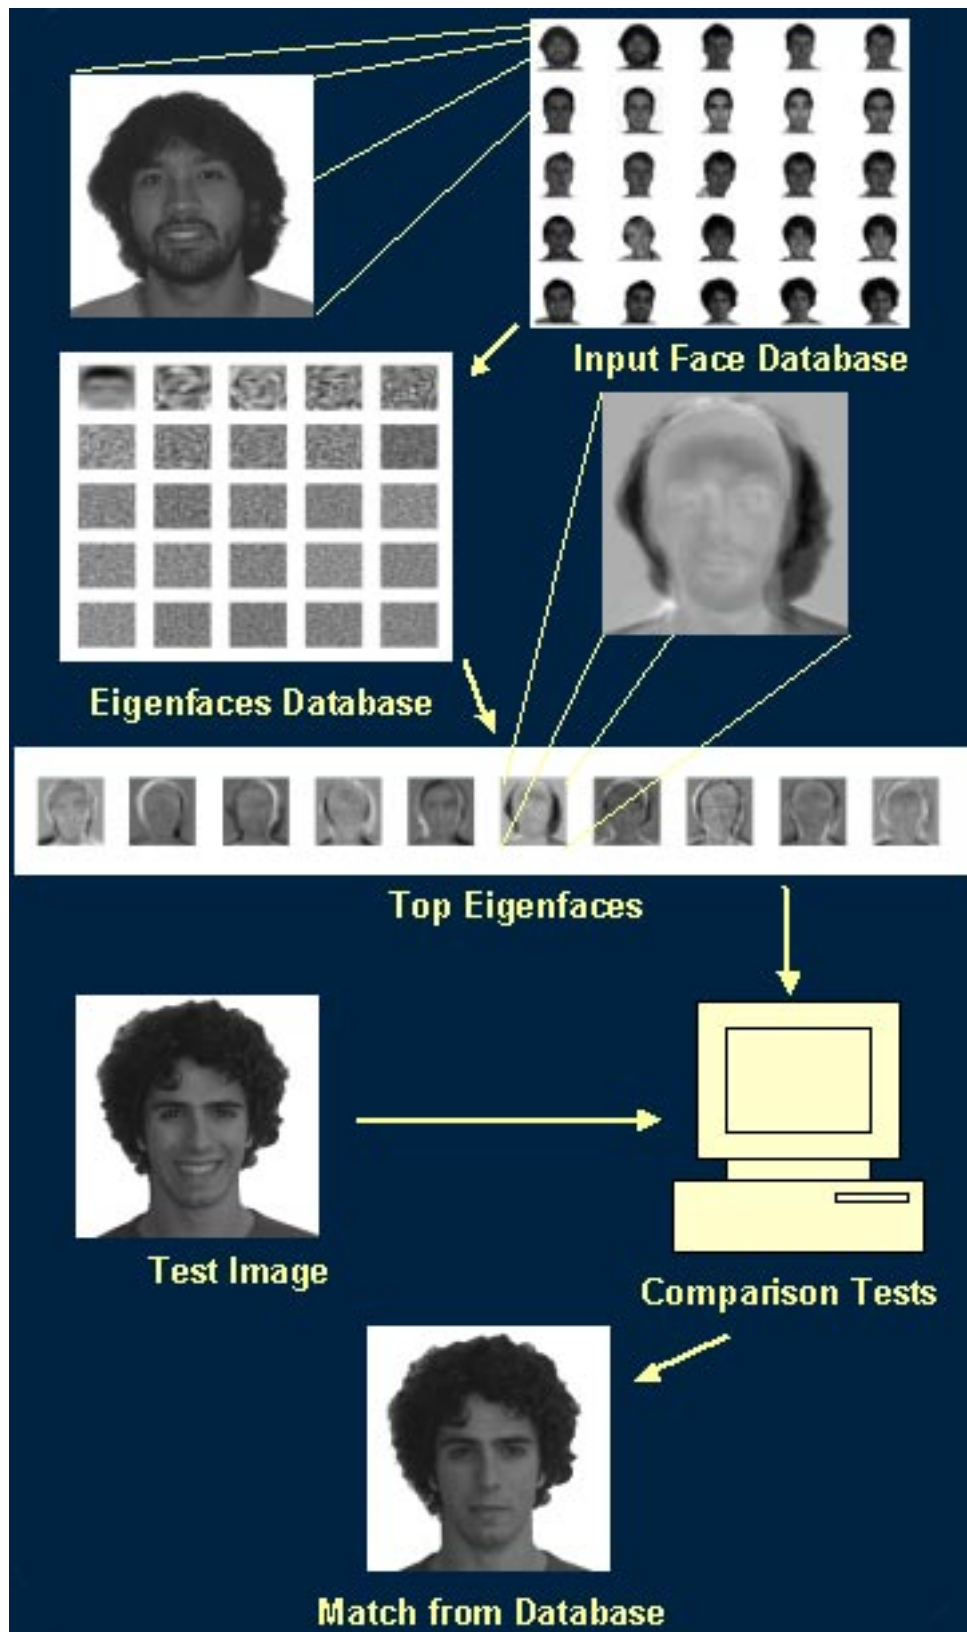 Input Face Database
Eigenfaces Database
Top Eigenfaces
Test Image
Comparison Tests
Match from Database